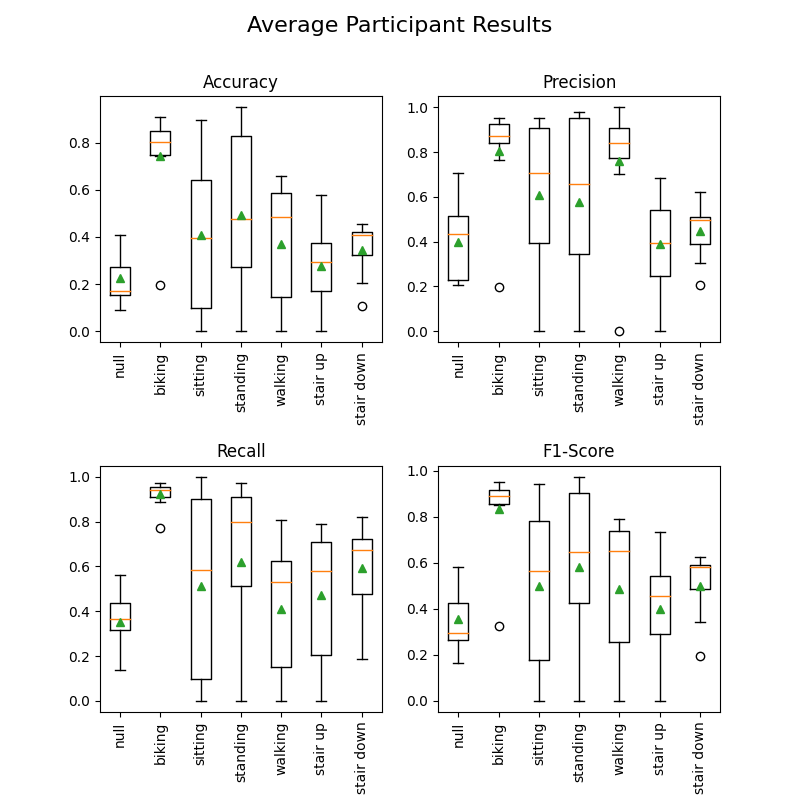 Average Participant Results
Accuracy
0.8
0.6
0.4
0.2
0.0
null
biking
sitting
standing
walking
stair up
stair down
Precision
1.0
0.8
0.6
0.4
0.2
0.0
null
biking
sitting
standing
walking
stair up
stair down
Recall
1.0
0.8
0.6
0.4
0.2
0.0
null
biking
sitting
standing
walking
stair up
stair down
F1-Score
1.0
0.8
0.6
0.4
0.2
0.0
null
biking
sitting
standing
walking
stair up
stair down